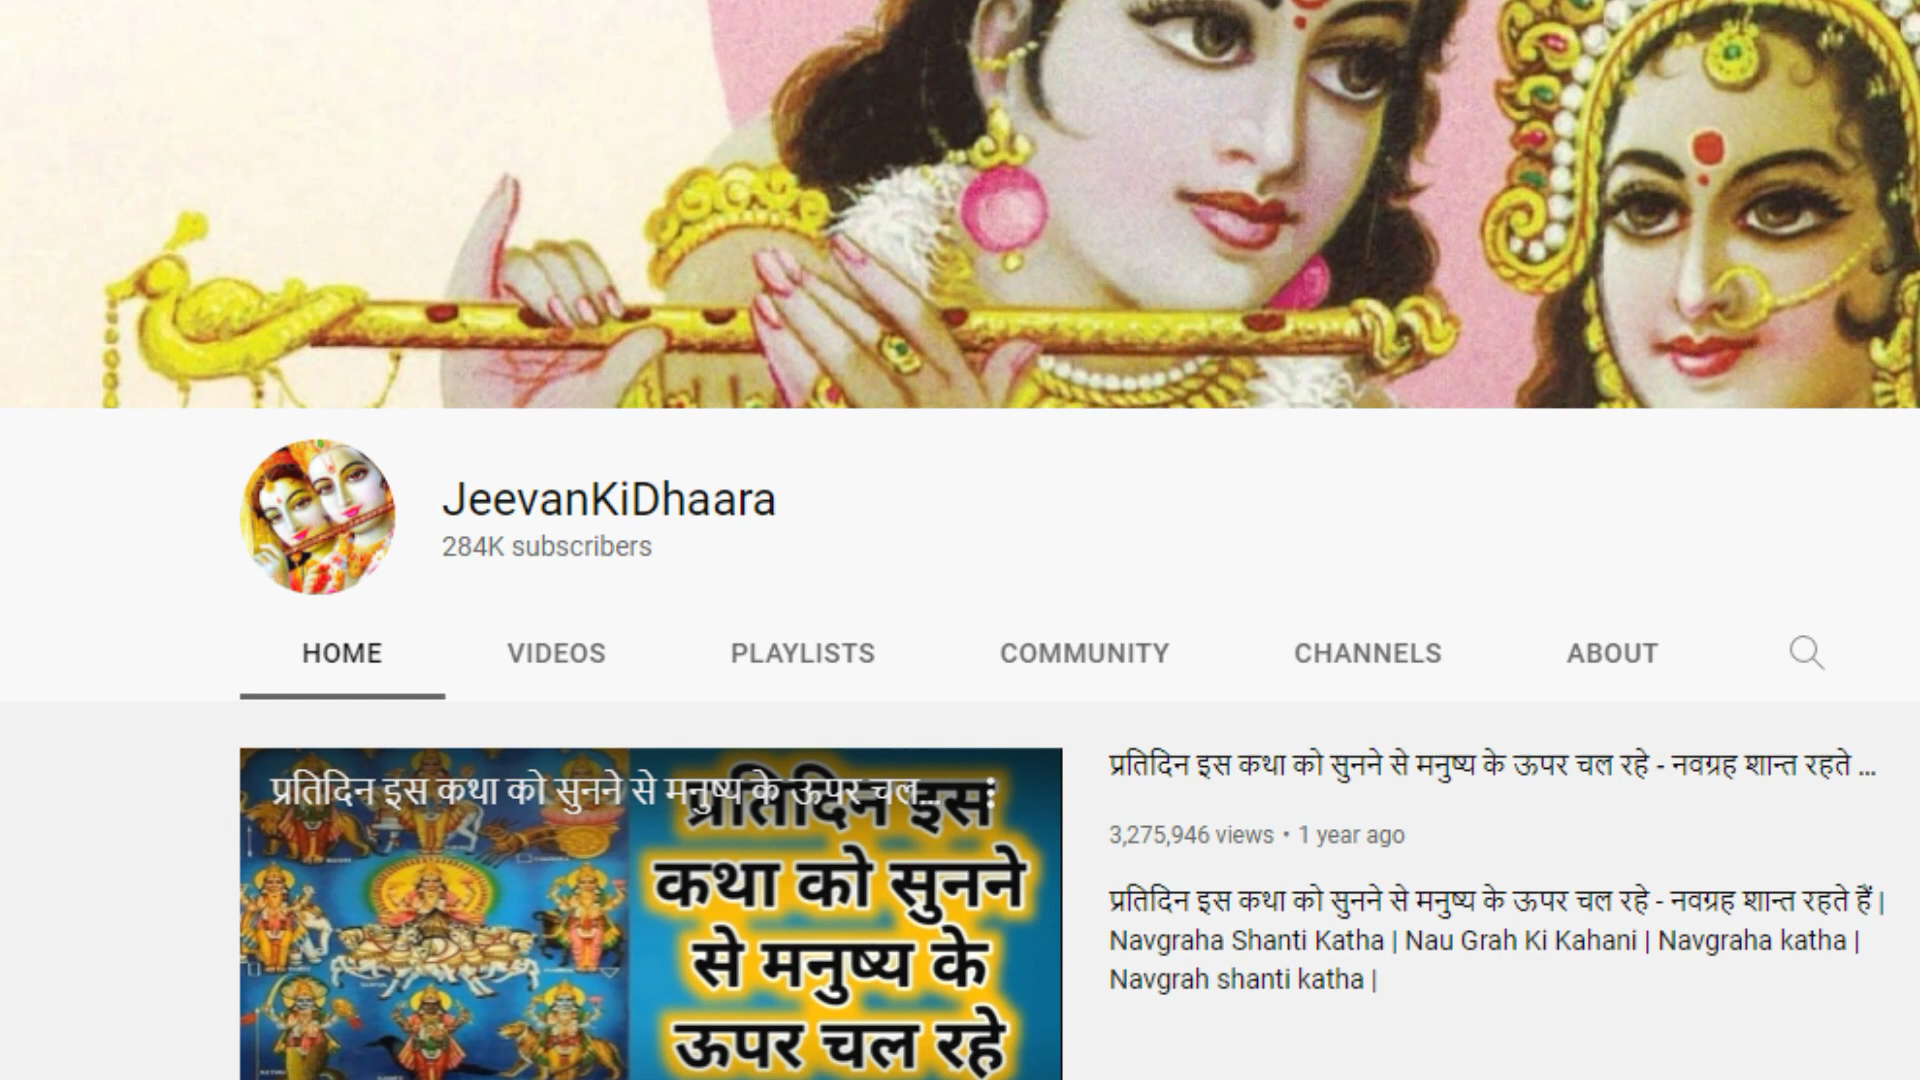 JeevanKiDhaara
284K subscribers
HOME VIDEOS PLAYLISTS COMMUNITY CHANNELS ABOUT
प्रतिदिन इस कथा को सुनने से मनुष्य के ऊपर चल...
प्रतिदिन इस
कथा को सुनने
से मनुष्य के
ऊपर चल रहे
प्रतिदिन इस कथा को सुनने से मनुष्य के ऊपर चल रहे - नवग्रह शान्त रहते ...
3,275,946 views • 1 year ago
प्रतिदिन इस कथा को सुनने से मनुष्य के ऊपर चल रहे - नवग्रह शान्त रहते हैं |
Navgraha Shanti Katha | Nau Grah Ki Kahani | Navgraha katha |
Navgrah shanti katha |